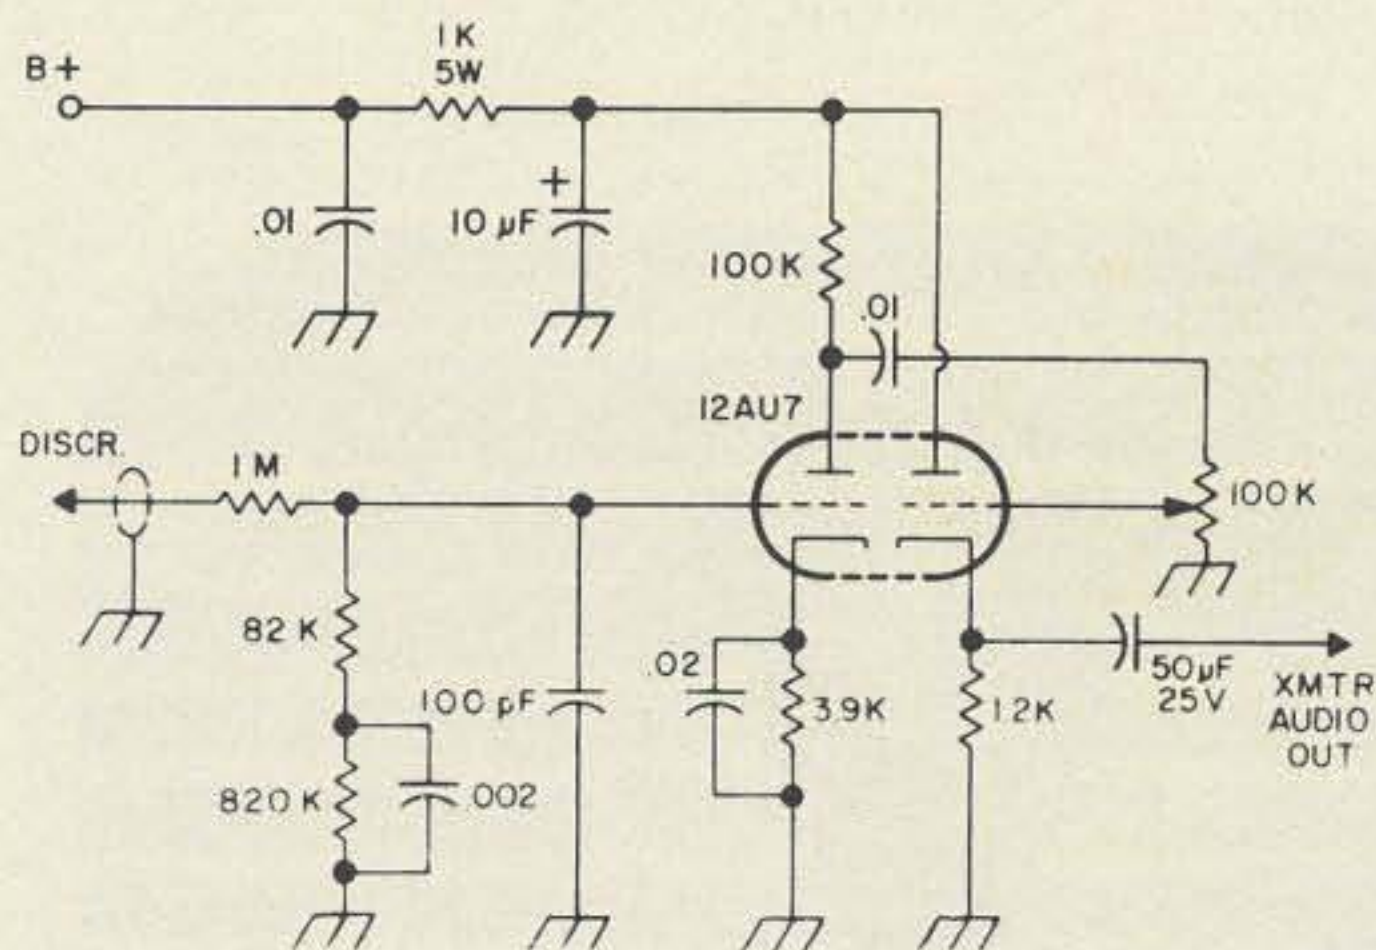 1K
5W
B+
.01
+
10 µF
100K
.01
12AU7
DISCR.
1M
100K
82K
.02
100 pF
3.9K
1.2K
50µF
25V
XMTR
AUDIO
OUT
820K
.002